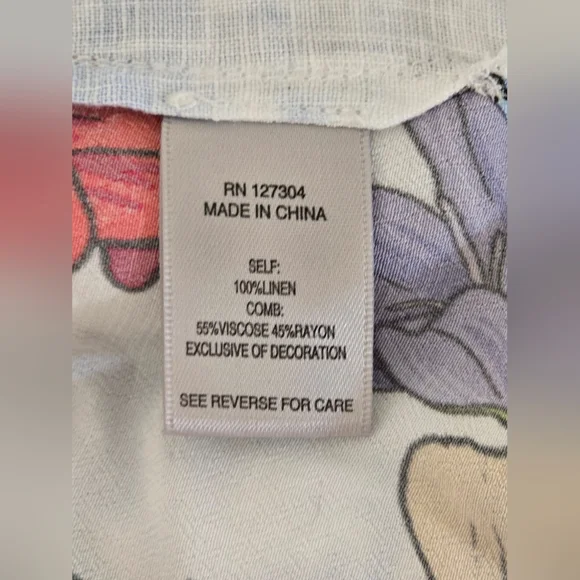 RN 127304
MADE IN CHINA
SELF:
100%LINEN
COMB:
55%VISCOSE 45%RAYON
EXCLUSIVE OF DECORATION
SEE REVERSE FOR CARE